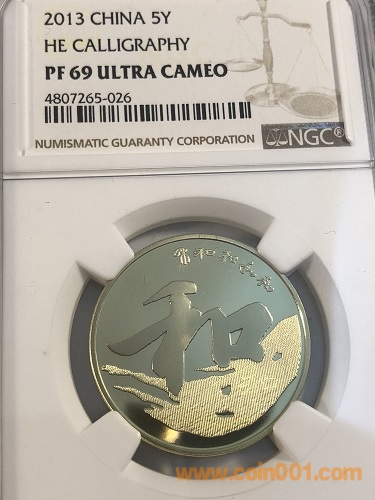 2013 CHINA 5Y
HE CALLIGRAPHY
PF 69 ULTRA CAMEO
4807265-026
NUMISMATIC GUARANTY CORPORATION
NGC®
和
www.coin001.com